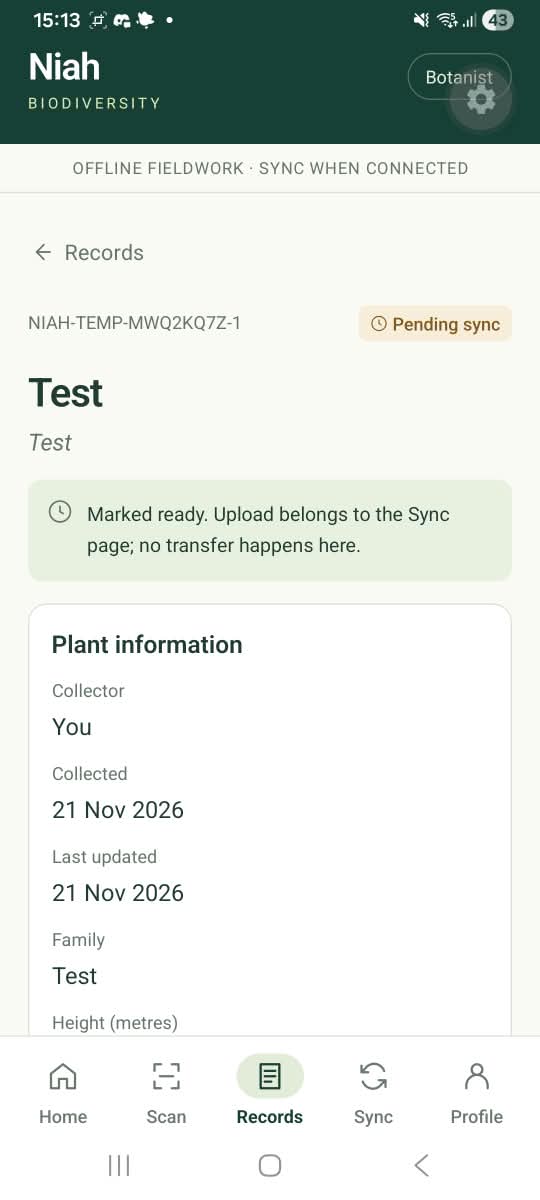 15:13
43
Niah
BIODIVERSITY
Botanist
OFFLINE FIELDWORK · SYNC WHEN CONNECTED
← Records
NIAH-TEMP-MWQ2KQ7Z-1
Pending sync
Test
Test
Marked ready. Upload belongs to the Sync
page; no transfer happens here.
Plant information
Collector
You
Collected
21 Nov 2026
Last updated
21 Nov 2026
Family
Test
Height (metres)
Home
Scan
Records
Sync
Profile